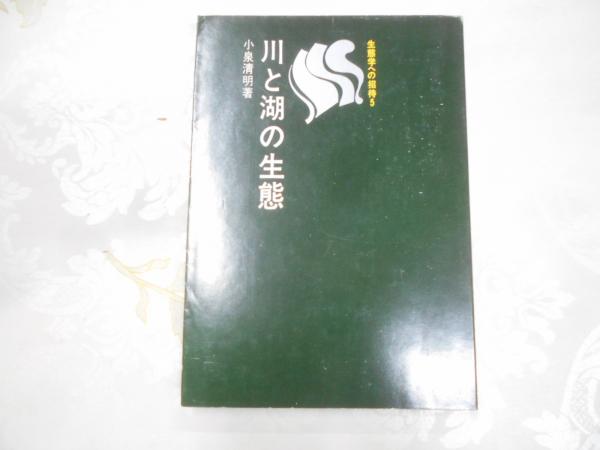 生態学への招待5
川と湖の生態
小泉清明著